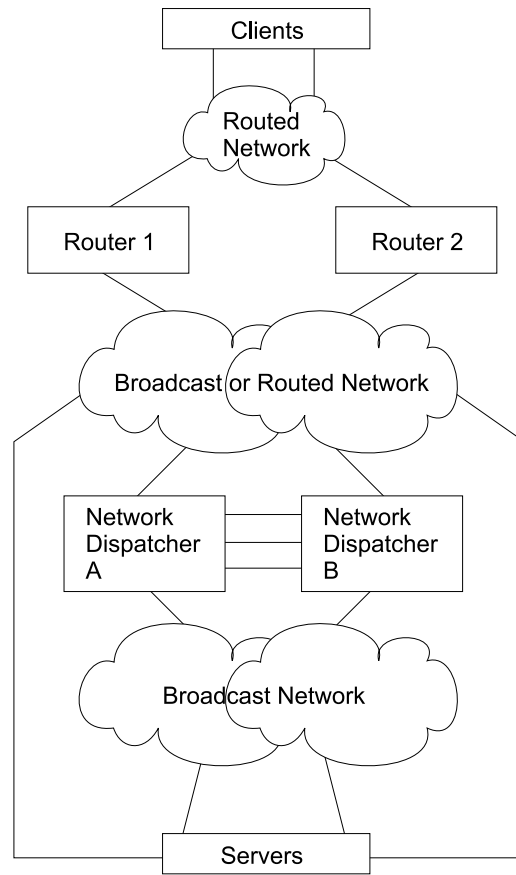 Clients
Routed
Network
Router 1
Router 2
Broadcast or Routed Network
Network
Dispatcher
A
Network
Dispatcher
B
Broadcast Network
Servers